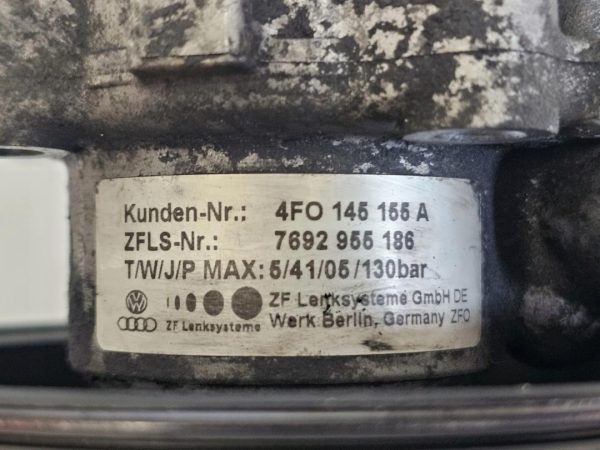 Kunden-Nr.: 4FO 145 155 A
ZFLS-Nr.: 7692 955 186
T/W/J/P MAX: 5/41/05/130bar
ZF Lenksysteme GmbH DE
ZF Lenksysteme Werk Berlin, Germany ZFO